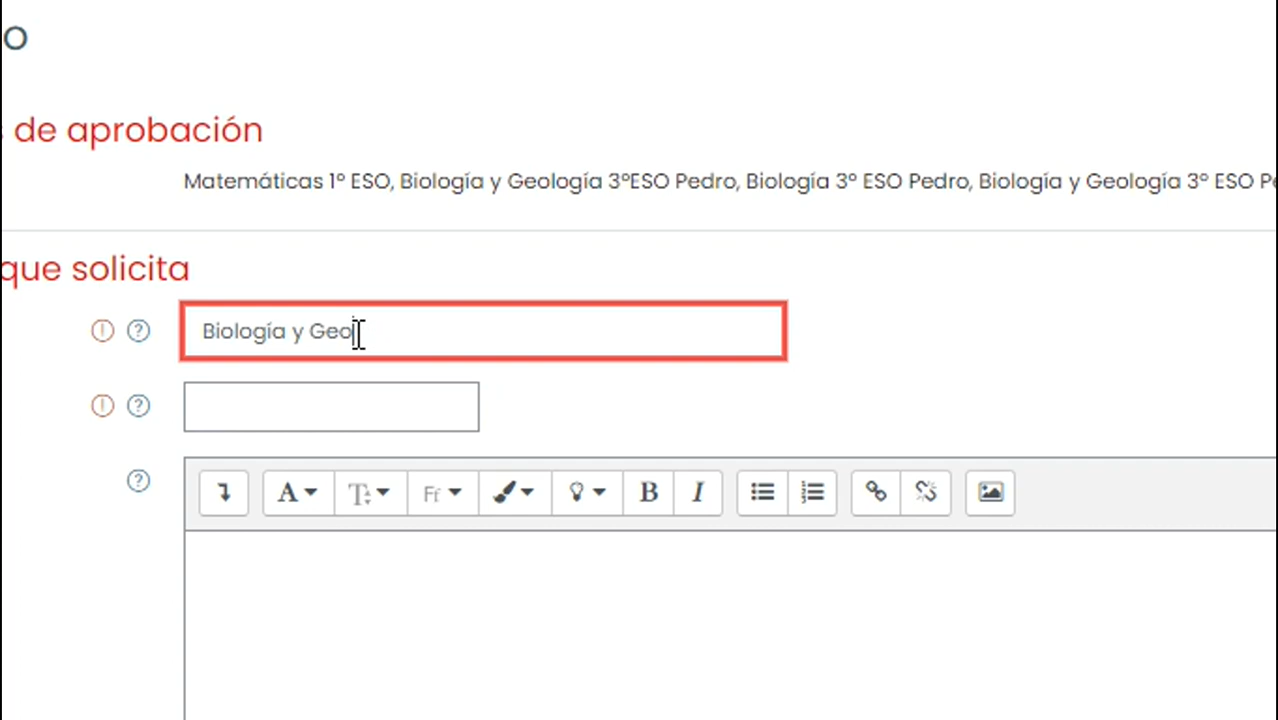 o
de aprobación
Matemáticas 1º ESO, Biología y Geología 3ºESO Pedro, Biología 3º ESO Pedro, Biología y Geología 3º ESO Pe
que solicita
Biología y Geo
B I